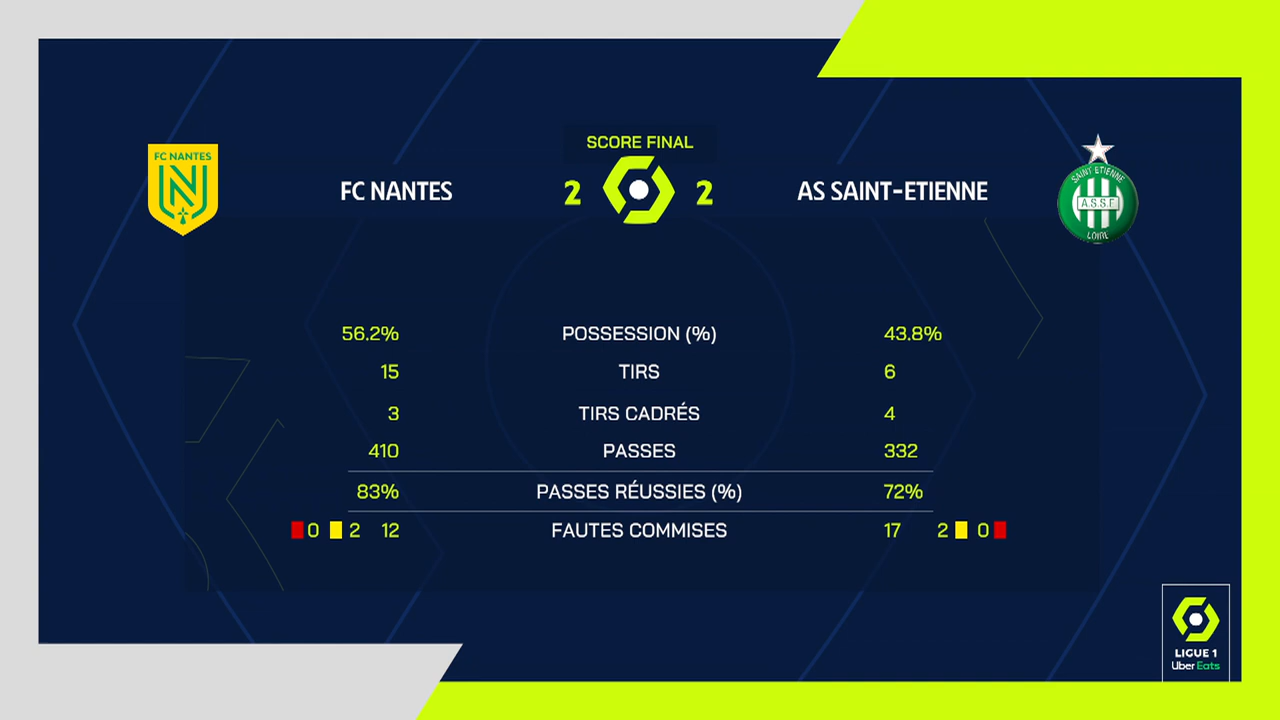 SCORE FINAL
FC NANTES
FC NANTES 2 2 AS SAINT-ETIENNE
SAINT-ETIENNE
A.S.S.E
LOIRE
56.2% POSSESSION (%) 43.8%
15 TIRS 6
3 TIRS CADRÉS 4
410 PASSES 332
83% PASSES RÉUSSIES (%) 72%
0 2 12 FAUTES COMMISES 17 2 0
LIGUE 1
Uber Eats